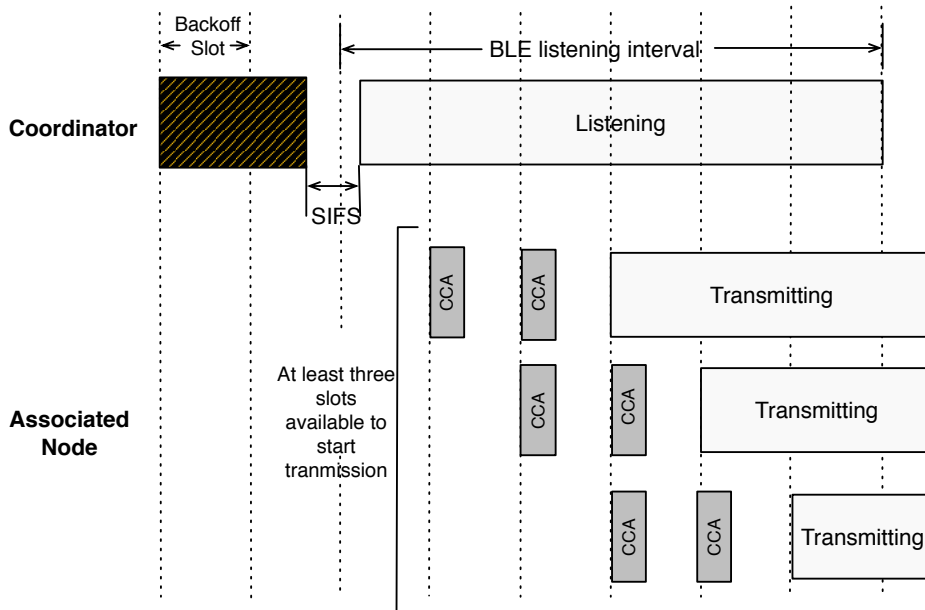 Backoff
Slot
BLE listening interval
Coordinator
Listening
SIFS
CCA
CCA
Transmitting
At least three
slots
available to
start
tranmission
Associated
Node
CCA
CCA
Transmitting
CCA
CCA
Transmitting